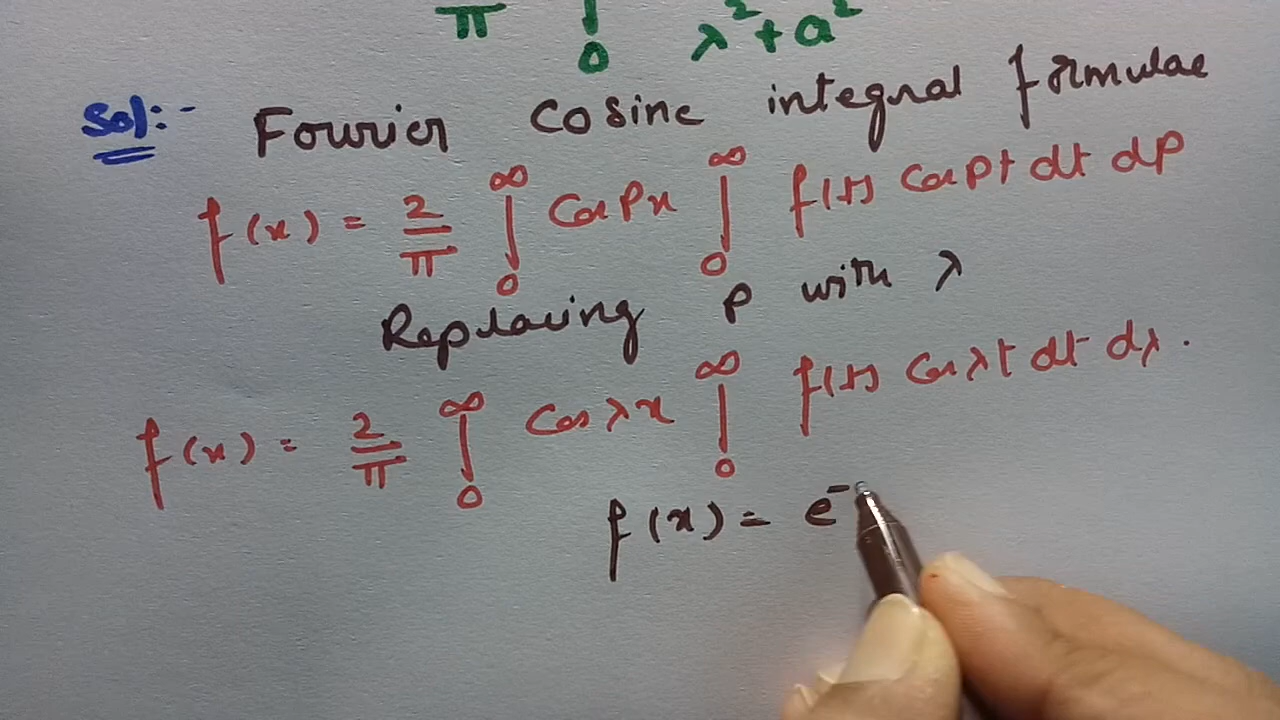 π 0 λ²+a²
Sol:- Fourier cosine integral formulae
f(x) = 2/π ∫₀^∞ Cos Px ∫₀^∞ f(t) Cos Pt dt dP
Replacing P with λ
f(x) = 2/π ∫₀^∞ Cos λx ∫₀^∞ f(t) Cos λt dt dλ.
f(x) = e⁻